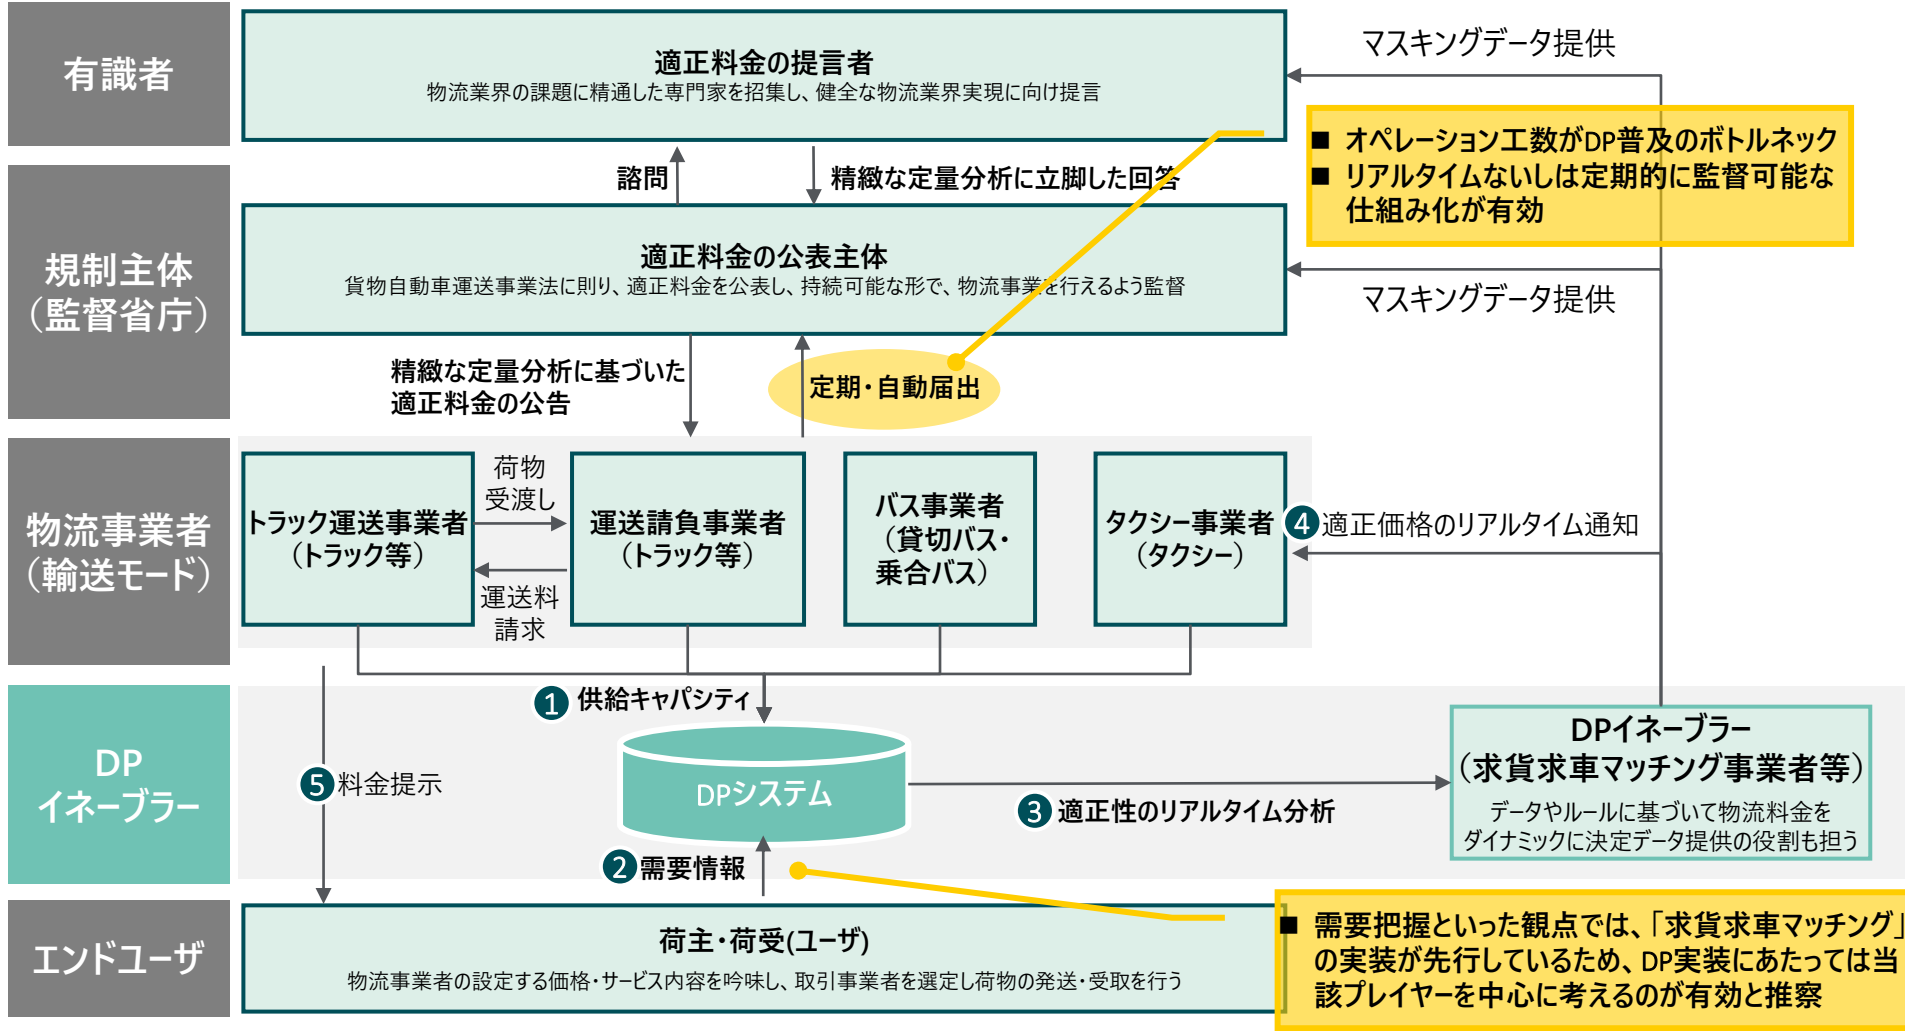 有識者
適正料金の提言者
物流業界の課題に精通した専門家を招集し、健全な物流業界実現に向け提言
マスキングデータ提供
■ オペレーション工数がDP普及のボトルネック
■ リアルタイムないしは定期的に監督可能な
仕組み化が有効
諮問
精緻な定量分析に立脚した回答
規制主体
（監督省庁）
適正料金の公表主体
貨物自動車運送事業法に則り、適正料金を公表し、持続可能な形で、物流事業を行えるよう監督
マスキングデータ提供
精緻な定量分析に基づいた
適正料金の公告
定期・自動届出
物流事業者
（輸送モード）
トラック運送事業者
（トラック等）
荷物
受渡し
運送料
請求
運送請負事業者
（トラック等）
バス事業者
（貸切バス・
乗合バス）
タクシー事業者
（タクシー）
4 適正価格のリアルタイム通知
DP
イネーブラー
1 供給キャパシティ
5 料金提示
DPシステム
3 適正性のリアルタイム分析
DPイネーブラー
（求貨求車マッチング事業者等）
データやルールに基づいて物流料金を
ダイナミックに決定データ提供の役割も担う
2 需要情報
エンドユーザ
荷主・荷受(ユーザ)
物流事業者の設定する価格・サービス内容を吟味し、取引事業者を選定し荷物の発送・受取を行う
■ 需要把握といった観点では、「求貨求車マッチング」
の実装が先行しているため、DP実装にあたっては当
該プレイヤーを中心に考えるのが有効と推察